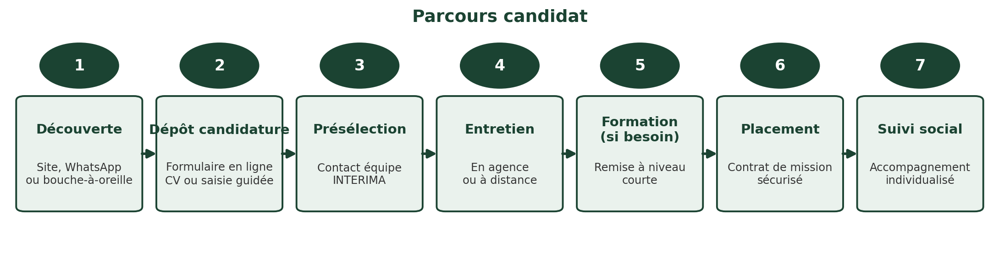 Parcours candidat
1
Découverte
Site, WhatsApp
ou bouche-à-oreille
2
Dépôt candidature
Formulaire en ligne
CV ou saisie guidée
3
Présélection
Contact équipe
INTERIMA
4
Entretien
En agence
ou à distance
5
Formation
(si besoin)
Remise à niveau
courte
6
Placement
Contrat de mission
sécurisé
7
Suivi social
Accompagnement
individualisé